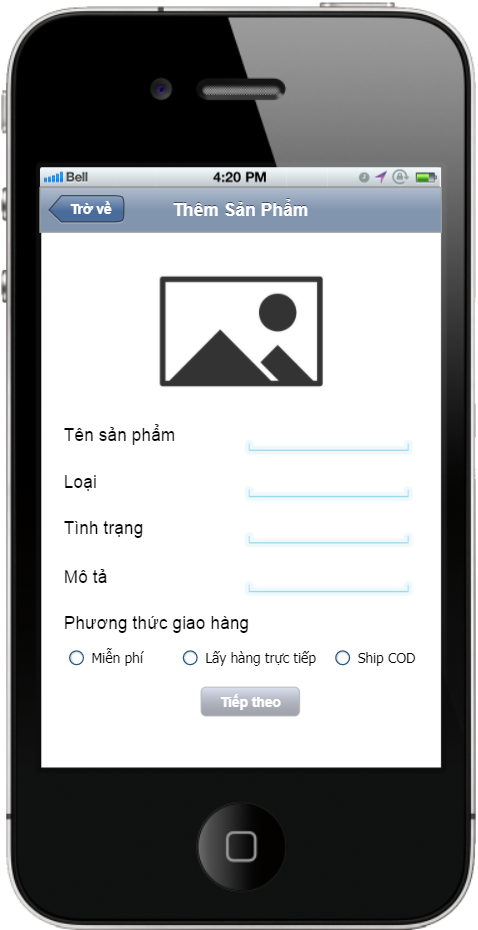 Bell 4:20 PM
Trở về Thêm Sản Phẩm
Tên sản phẩm
Loại
Tình trạng
Mô tả
Phương thức giao hàng
Miễn phí Lấy hàng trực tiếp Ship COD
Tiếp theo